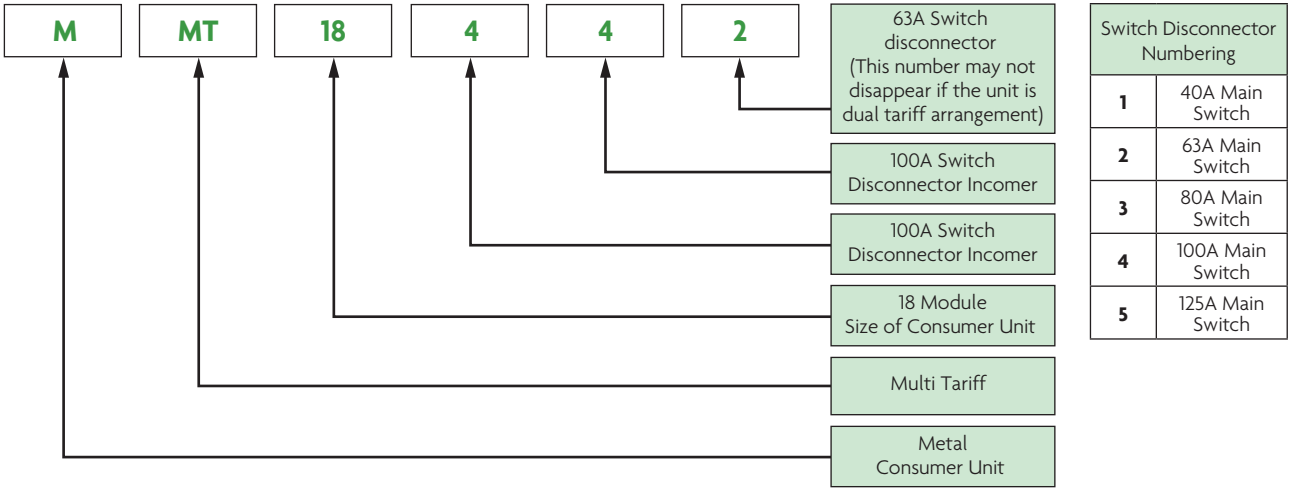 M MT 18 4 4 2
63A Switch
disconnector
(This number may not
disappear if the unit is
dual tariff arrangement)
100A Switch
Disconnector Incomer
100A Switch
Disconnector Incomer
18 Module
Size of Consumer Unit
Multi Tariff
Metal
Consumer Unit
Switch Disconnector
Numbering
1 40A Main
Switch
2 63A Main
Switch
3 80A Main
Switch
4 100A Main
Switch
5 125A Main
Switch